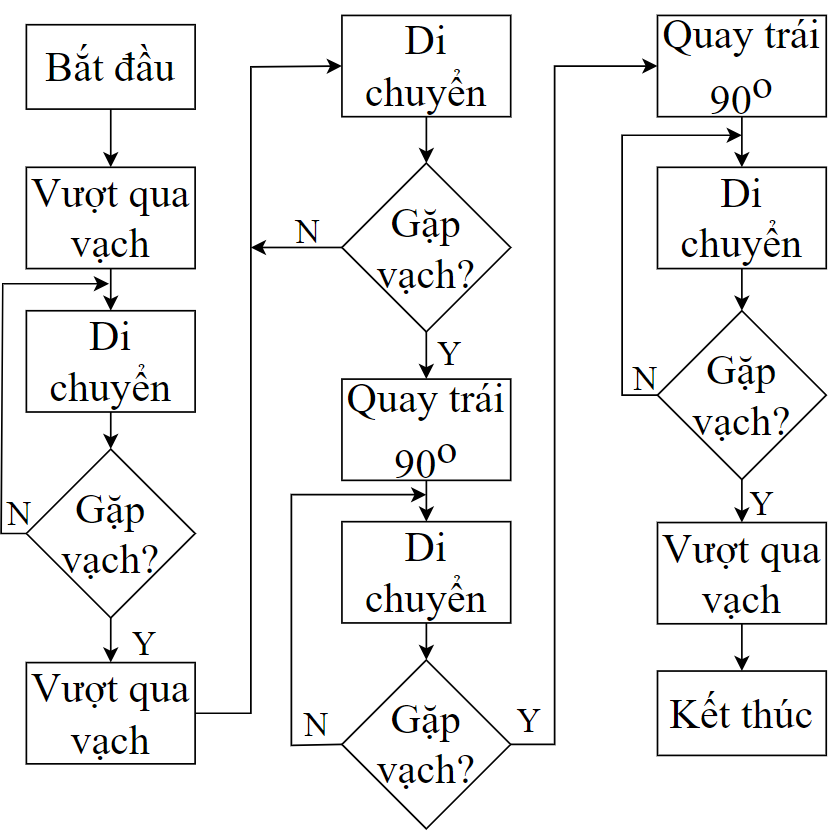 Bắt đầu
Vượt qua
vạch
Di
chuyển
Gặp
vạch?
N
Y
Vượt qua
vạch
Di
chuyển
Gặp
vạch?
N
Y
Quay trái
90º
Di
chuyển
Gặp
vạch?
N
Y
Quay trái
90º
Di
chuyển
Gặp
vạch?
N
Y
Vượt qua
vạch
Kết thúc